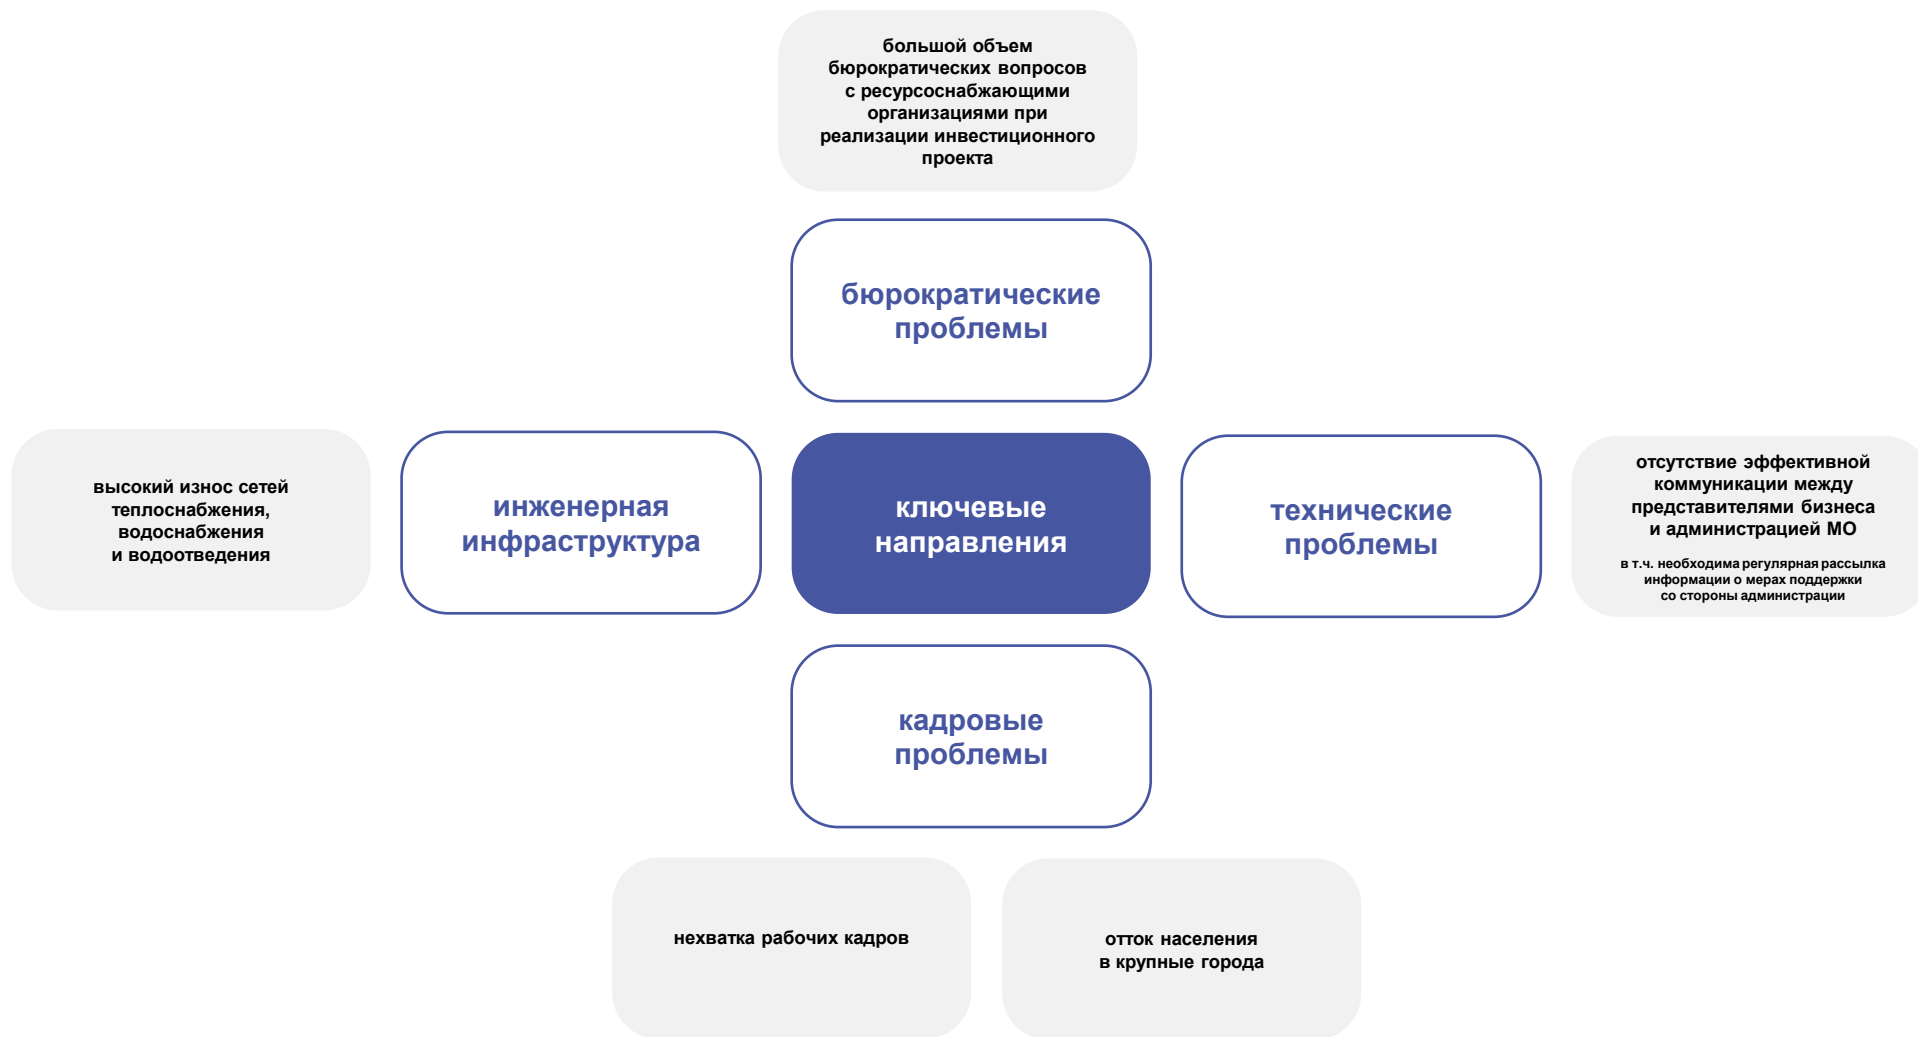 большой объем
бюрократических вопросов
с ресурсоснабжающими
организациями при
реализации инвестиционного
проекта
бюрократические
проблемы
высокий износ сетей
теплоснабжения,
водоснабжения
и водоотведения
инженерная
инфраструктура
ключевые
направления
технические
проблемы
отсутствие эффективной
коммуникации между
представителями бизнеса
и администрацией МО
в т.ч. необходима регулярная рассылка
информации о мерах поддержки
со стороны администрации
кадровые
проблемы
нехватка рабочих кадров
отток населения
в крупные города